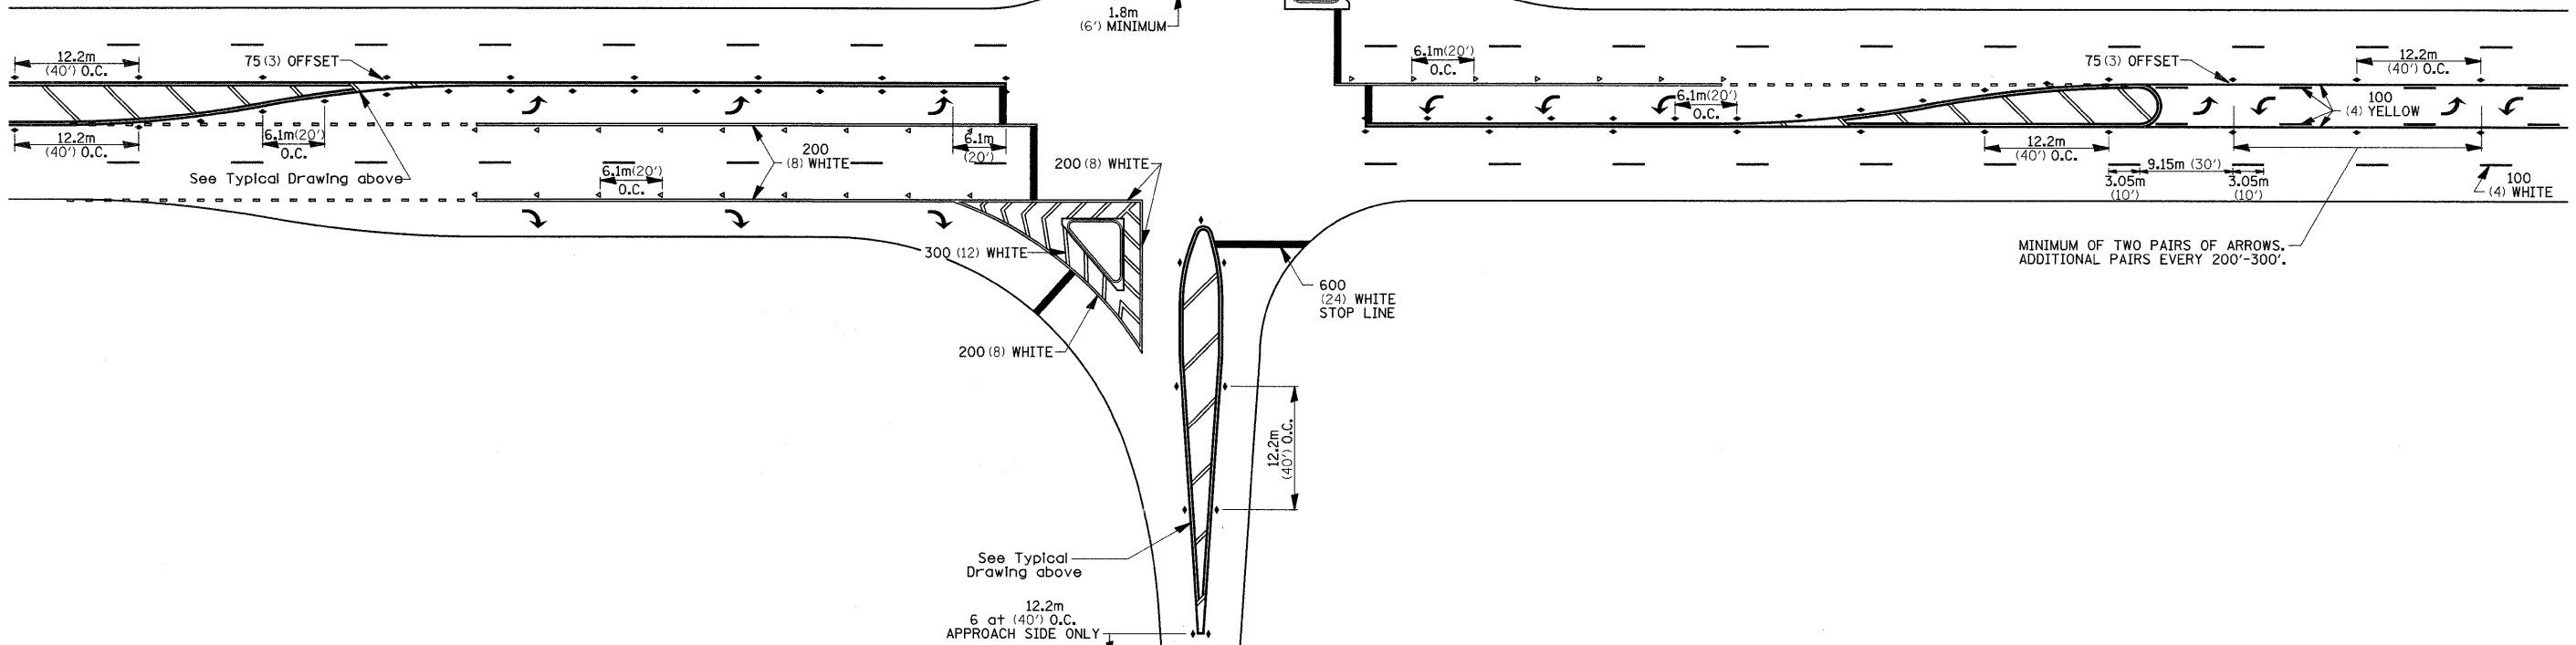 1.8m
(6') MINIMUM
12.2m
(40') O.C.
75 (3) OFFSET
6.1m(20')
O.C.
75 (3) OFFSET
12.2m
(40') O.C.
6.1m(20')
O.C.
100
(4) YELLOW
12.2m
(40') O.C.
6.1m(20')
O.C.
200
(8) WHITE
6.1m
(20')
See Typical Drawing above
6.1m(20')
O.C.
200 (8) WHITE
12.2m
(40') O.C.
9.15m (30')
3.05m
(10')
3.05m
(10')
100
(4) WHITE
300 (12) WHITE
MINIMUM OF TWO PAIRS OF ARROWS.
ADDITIONAL PAIRS EVERY 200'-300'.
600
(24) WHITE
STOP LINE
200 (8) WHITE
12.2m
(40') O.C.
See Typical
Drawing above
12.2m
6 at (40') O.C.
APPROACH SIDE ONLY